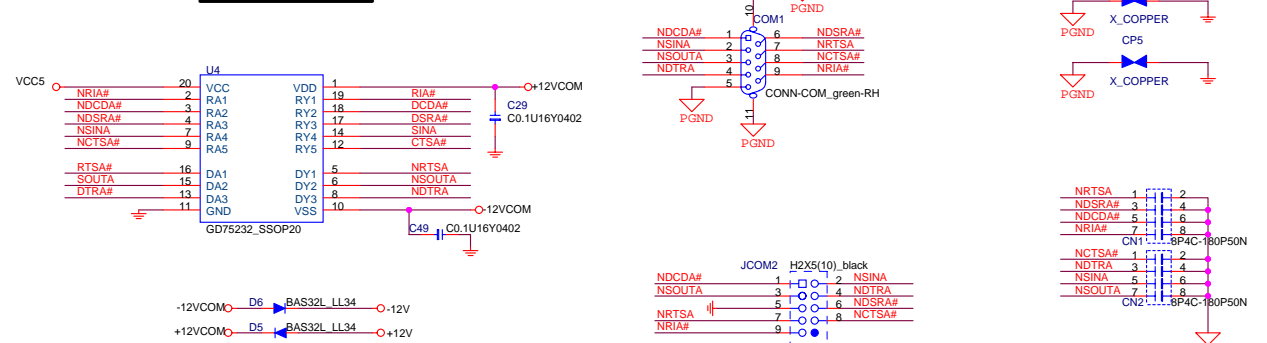 U4
VCC5
20 VCC VDD 1 +12VCOM
NRIA# 2 RA1 RY1 19 RIA#
NDCDA# 3 RA2 RY2 18 DCDA#
NDSRA# 4 RA3 RY3 17 DSRA#
NSINA 7 RA4 RY4 14 SINA
NCTSA# 9 RA5 RY5 12 CTSA#
RTSA# 16 DA1 DY1 5 NRTSA
SOUTA 15 DA2 DY2 6 NSOUTA
DTRA# 13 DA3 DY3 8 NDTRA
11 GND VSS 10 -12VCOM
GD75232_SSOP20
C29
C0.1U16Y0402
C49 C0.1U16Y0402
-12VCOM D6 BAS32L_LL34 -12V
+12VCOM D5 BAS32L_LL34 +12V
PGND
10
COM1
NDCDA# 1 6 NDSRA#
NSINA 2 7 NRTSA
NSOUTA 3 8 NCTSA#
NDTRA 4 9 NRIA#
5
CONN-COM_green-RH
PGND
11
PGND
JCOM2 H2X5(10)_black
NDCDA# 1 2 NSINA
NSOUTA 3 4 NDTRA
5 6 NDSRA#
NRTSA 7 8 NCTSA#
NRIA# 9
X_COPPER
PGND
CP5
X_COPPER
PGND
NRTSA 1 2
NDSRA# 3 4
NDCDA# 5 6
NRIA# 7 8
CN1 8P4C-180P50N
NCTSA# 1 2
NDTRA 3 4
NSINA 5 6
NSOUTA 7 8
CN2 8P4C-180P50N